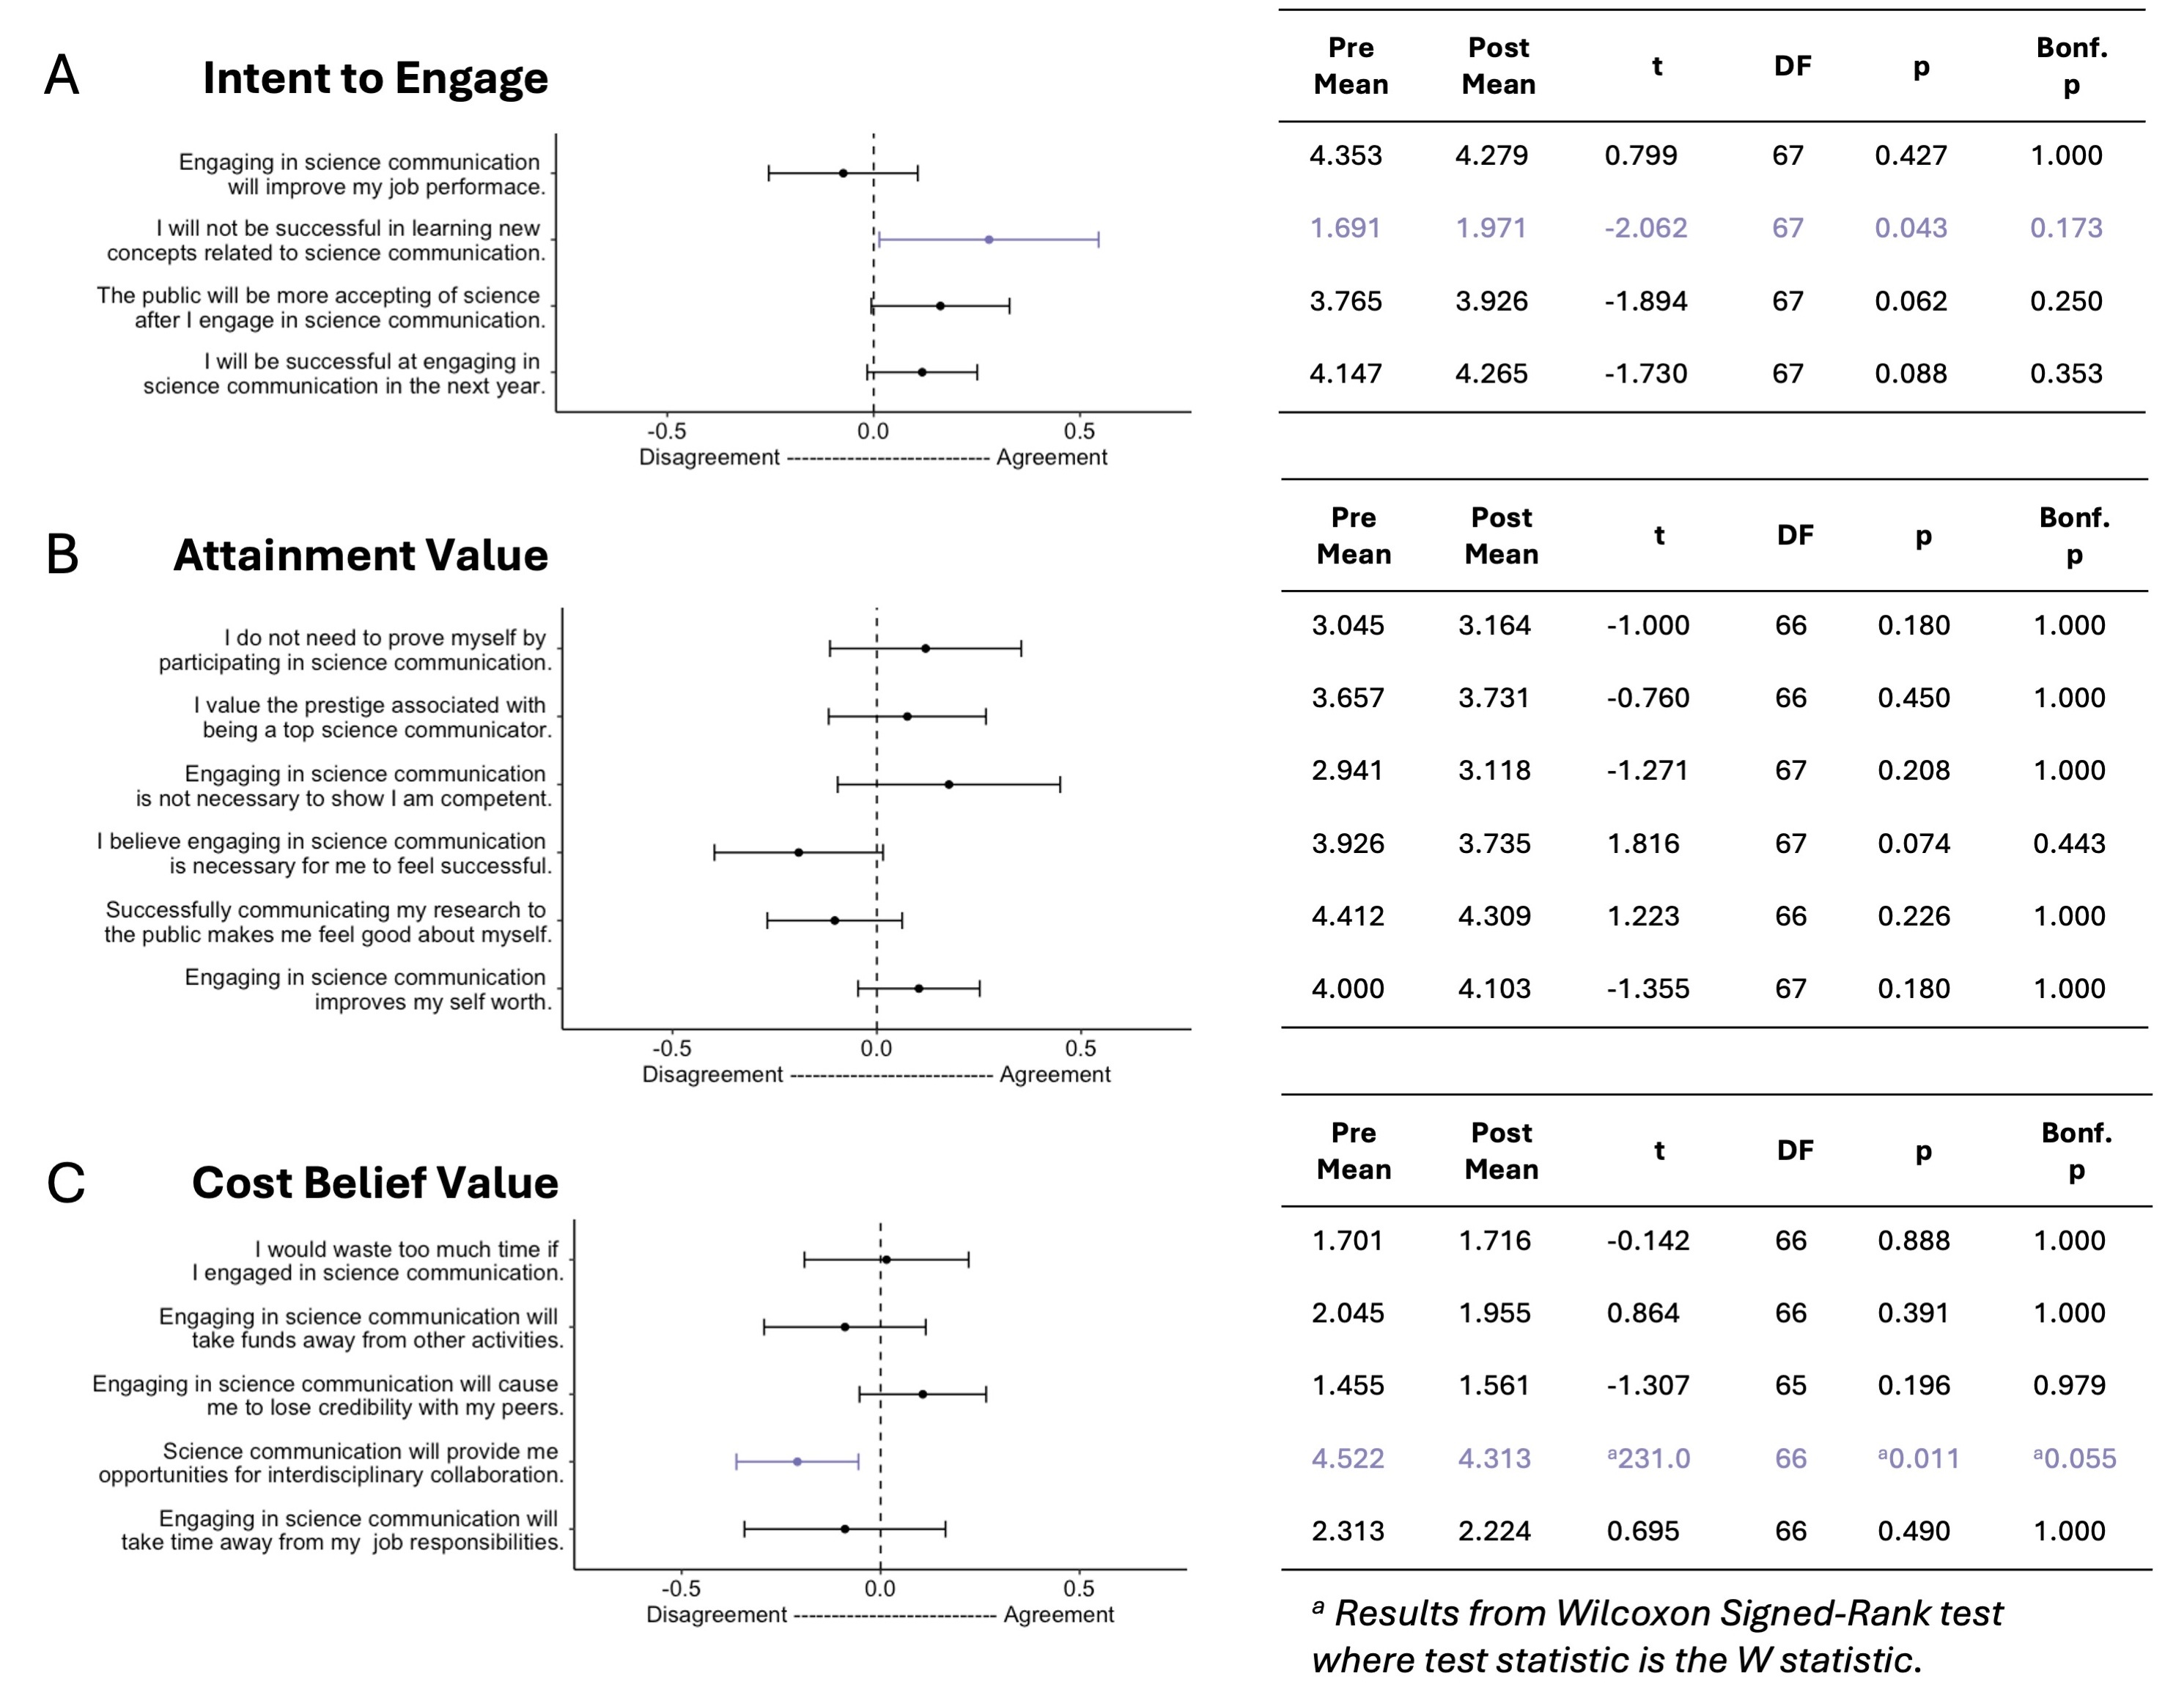 A
Intent to Engage
Engaging in science communication
will improve my job performace.
I will not be successful in learning new
concepts related to science communication.
The public will be more accepting of science
after I engage in science communication.
I will be successful at engaging in
science communication in the next year.
-0.5 0.0 0.5
Disagreement --------------------------- Agreement
Pre Post Bonf.
Mean Mean t DF p p
4.353 4.279 0.799 67 0.427 1.000
1.691 1.971 -2.062 67 0.043 0.173
3.765 3.926 -1.894 67 0.062 0.250
4.147 4.265 -1.730 67 0.088 0.353
B
Attainment Value
I do not need to prove myself by
participating in science communication.
I value the prestige associated with
being a top science communicator.
Engaging in science communication
is not necessary to show I am competent.
I believe engaging in science communication
is necessary for me to feel successful.
Successfully communicating my research to
the public makes me feel good about myself.
Engaging in science communication
improves my self worth.
-0.5 0.0 0.5
Disagreement --------------------------- Agreement
Pre Post Bonf.
Mean Mean t DF p p
3.045 3.164 -1.000 66 0.180 1.000
3.657 3.731 -0.760 66 0.450 1.000
2.941 3.118 -1.271 67 0.208 1.000
3.926 3.735 1.816 67 0.074 0.443
4.412 4.309 1.223 66 0.226 1.000
4.000 4.103 -1.355 67 0.180 1.000
C
Cost Belief Value
I would waste too much time if
I engaged in science communication.
Engaging in science communication will
take funds away from other activities.
Engaging in science communication will cause
me to lose credibility with my peers.
Science communication will provide me
opportunities for interdisciplinary collaboration.
Engaging in science communication will
take time away from my job responsibilities.
-0.5 0.0 0.5
Disagreement --------------------------- Agreement
Pre Post Bonf.
Mean Mean t DF p p
1.701 1.716 -0.142 66 0.888 1.000
2.045 1.955 0.864 66 0.391 1.000
1.455 1.561 -1.307 65 0.196 0.979
4.522 4.313 ᵃ231.0 66 ᵃ0.011 ᵃ0.055
2.313 2.224 0.695 66 0.490 1.000
ᵃ Results from Wilcoxon Signed-Rank test
where test statistic is the W statistic.